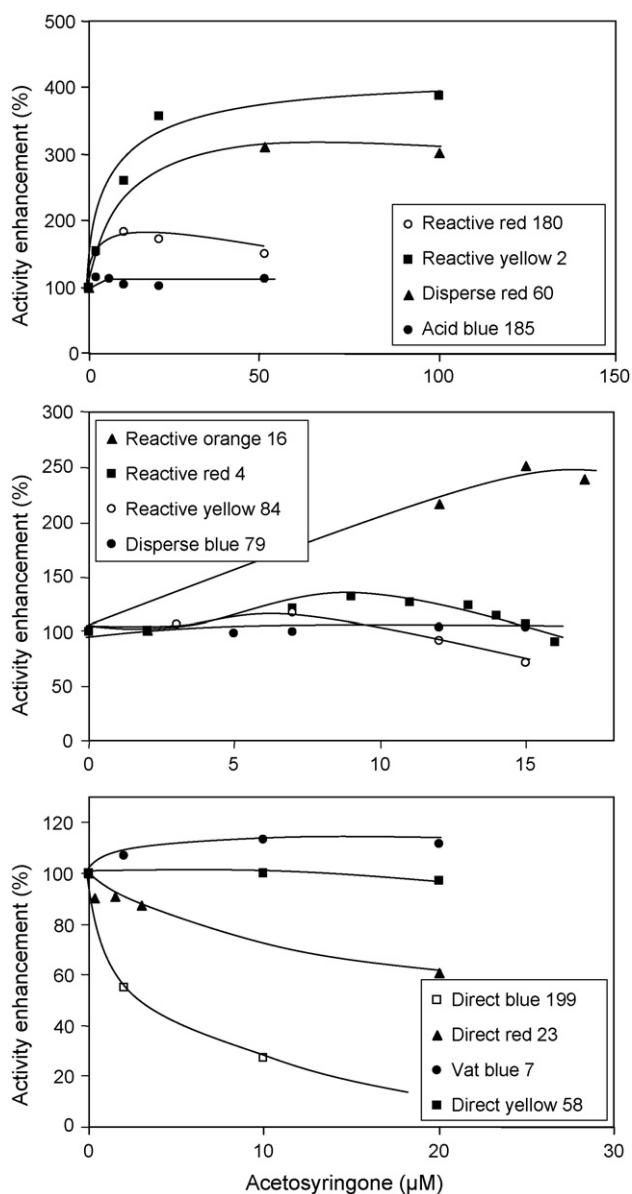 500
400
300
200
100
0
Activity enhancement (%)
Reactive red 180
Reactive yellow 2
Disperse red 60
Acid blue 185
0 50 100 150
300
250
200
150
100
50
0
Activity enhancement (%)
Reactive orange 16
Reactive red 4
Reactive yellow 84
Disperse blue 79
0 5 10 15
120
100
80
60
40
20
0
Activity enhancement (%)
Direct blue 199
Direct red 23
Vat blue 7
Direct yellow 58
0 10 20 30
Acetosyringone (µM)